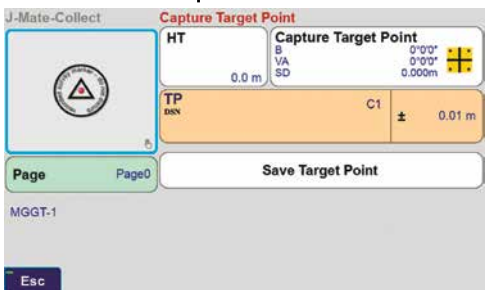 J-Mate-Collect
Capture Target Point
HT
0.0 m
Capture Target Point
B 0°0'0"
VA 0°0'0"
SD 0.000m
TP
DSN
C1
± 0.01 m
Page Page0
Save Target Point
MGGT-1
Esc